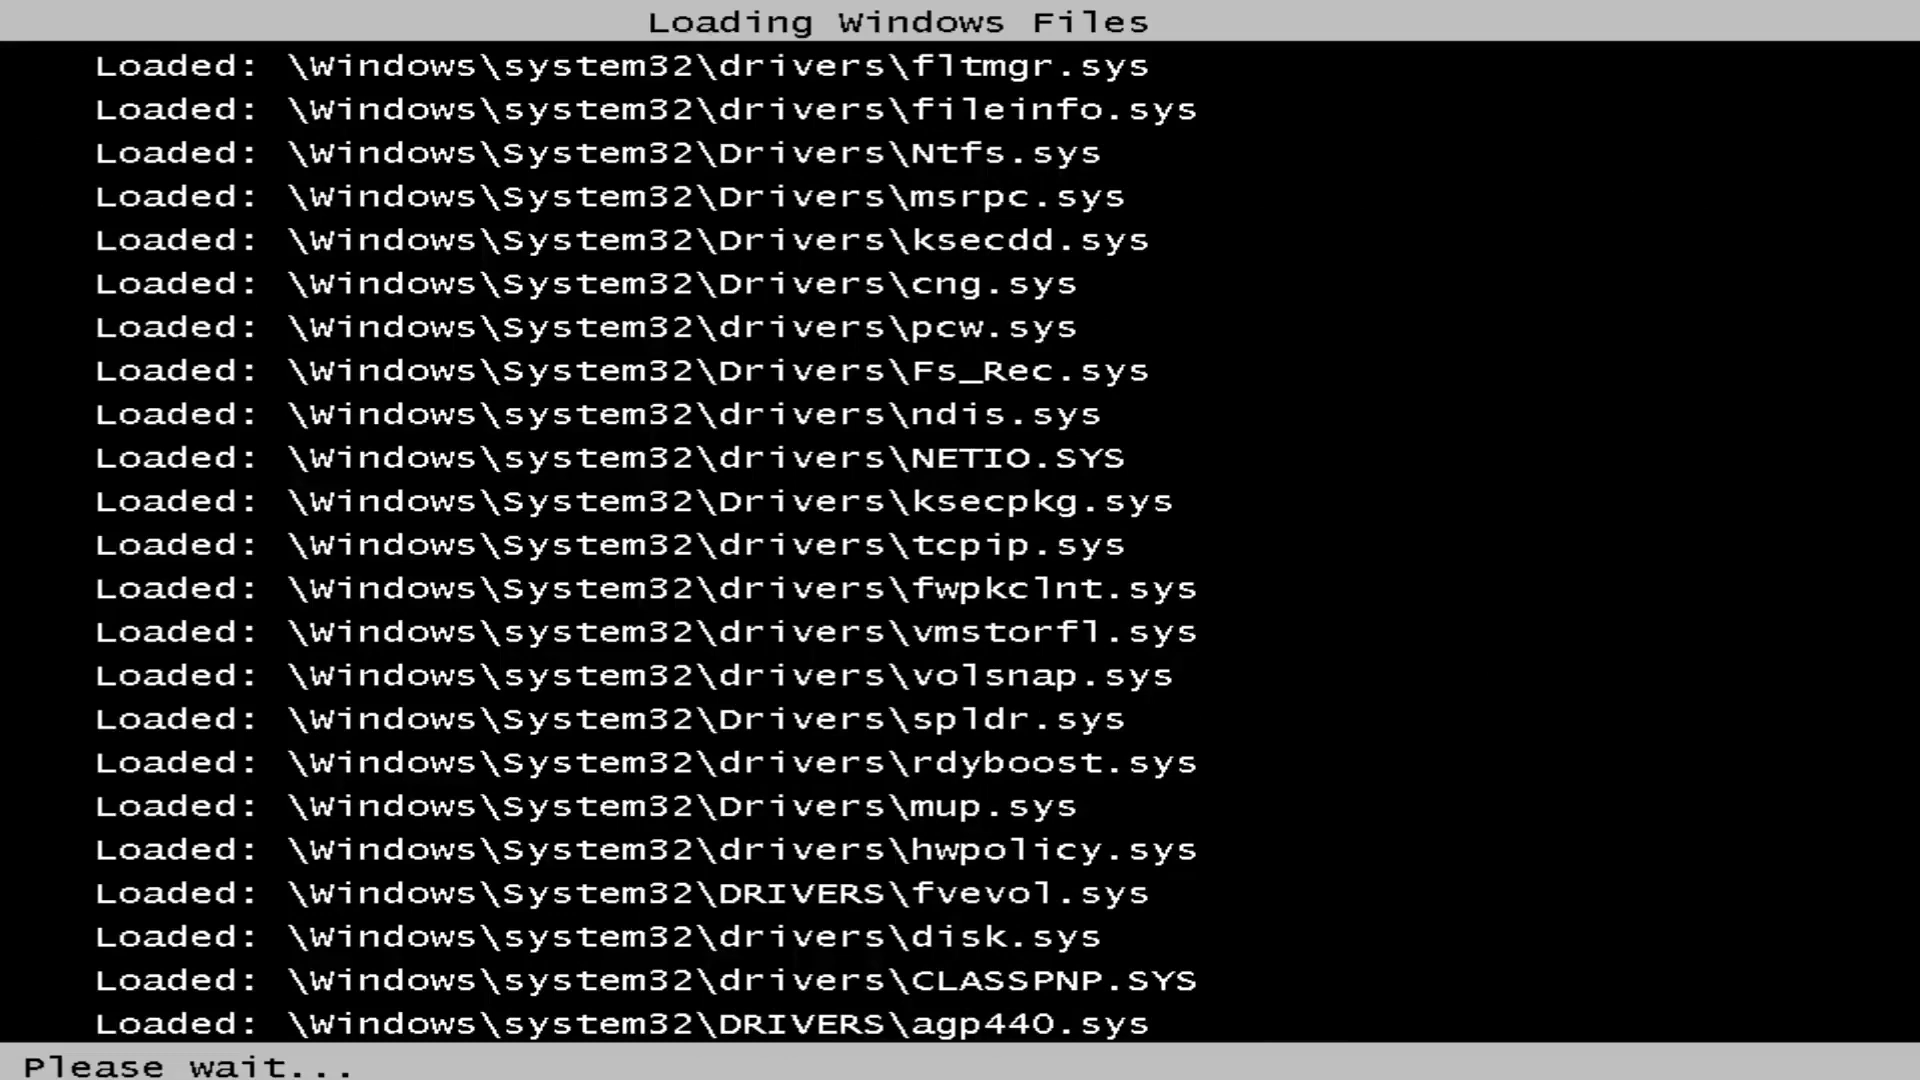 Loading Windows Files
Loaded: \Windows\system32\drivers\fltmgr.sys
Loaded: \Windows\system32\drivers\fileinfo.sys
Loaded: \Windows\System32\Drivers\Ntfs.sys
Loaded: \Windows\System32\Drivers\msrpc.sys
Loaded: \Windows\System32\Drivers\ksecdd.sys
Loaded: \Windows\System32\Drivers\cng.sys
Loaded: \Windows\System32\drivers\pcw.sys
Loaded: \Windows\System32\Drivers\Fs_Rec.sys
Loaded: \Windows\system32\drivers\ndis.sys
Loaded: \Windows\system32\drivers\NETIO.SYS
Loaded: \Windows\System32\Drivers\ksecpkg.sys
Loaded: \Windows\System32\drivers\tcpip.sys
Loaded: \Windows\System32\drivers\fwpkclnt.sys
Loaded: \Windows\system32\drivers\vmstorfl.sys
Loaded: \Windows\system32\drivers\volsnap.sys
Loaded: \Windows\System32\Drivers\spldr.sys
Loaded: \Windows\System32\drivers\rdyboost.sys
Loaded: \Windows\System32\Drivers\mup.sys
Loaded: \Windows\System32\drivers\hwpolicy.sys
Loaded: \Windows\System32\DRIVERS\fvevol.sys
Loaded: \Windows\system32\drivers\disk.sys
Loaded: \Windows\system32\drivers\CLASSPNP.SYS
Loaded: \Windows\system32\DRIVERS\agp440.sys
Please wait...